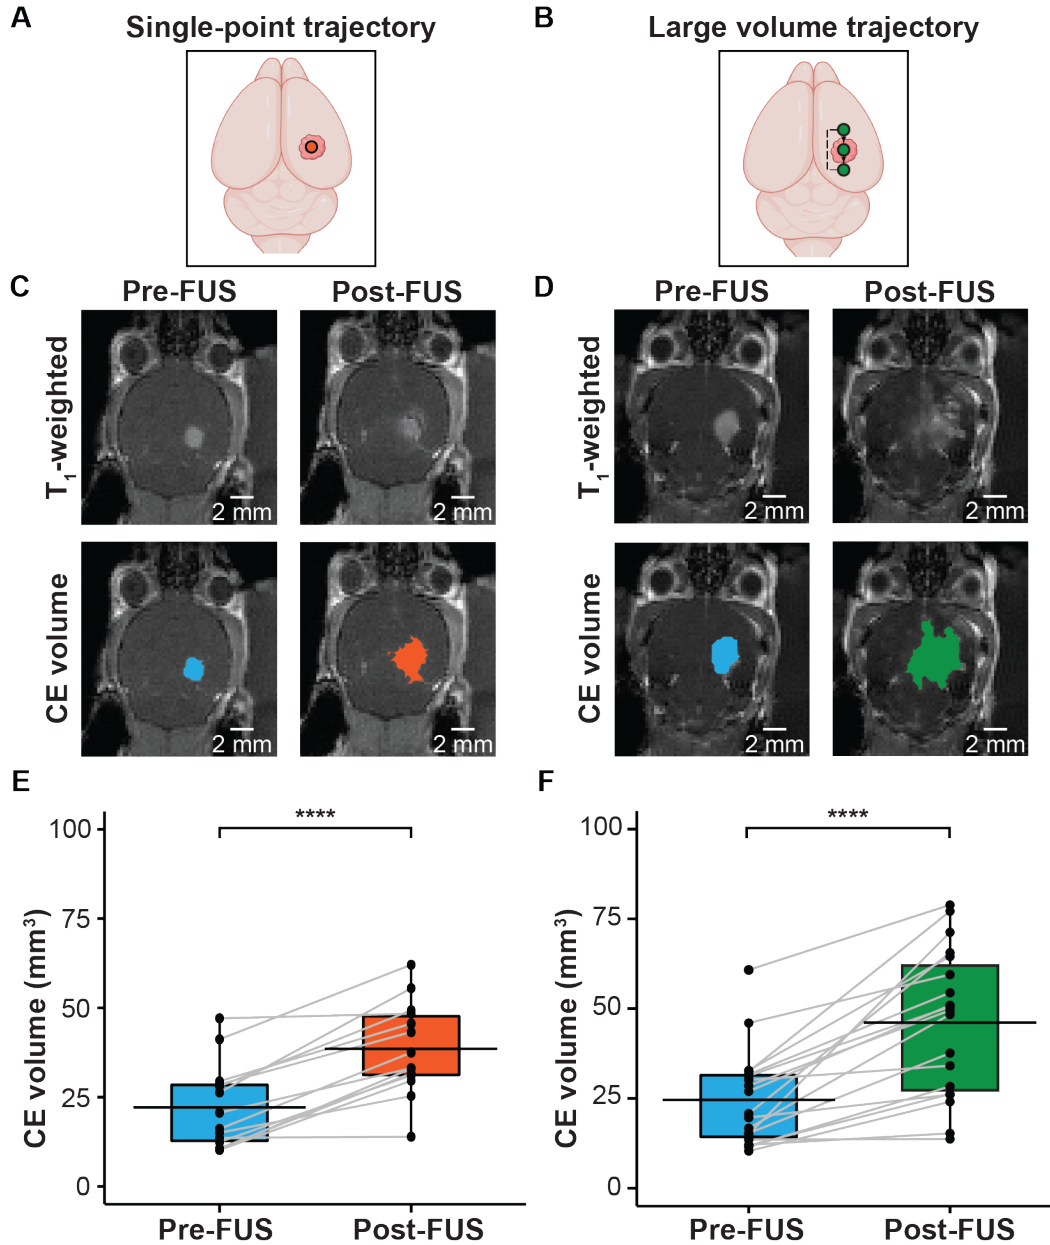 A
Single-point trajectory
B
Large volume trajectory
C
Pre-FUS
Post-FUS
D
Pre-FUS
Post-FUS
T1-weighted
2 mm
2 mm
T1-weighted
2 mm
2 mm
CE volume
2 mm
2 mm
CE volume
2 mm
2 mm
E
****
CE volume (mm³)
100
75
50
25
0
Pre-FUS
Post-FUS
F
****
CE volume (mm³)
100
75
50
25
0
Pre-FUS
Post-FUS